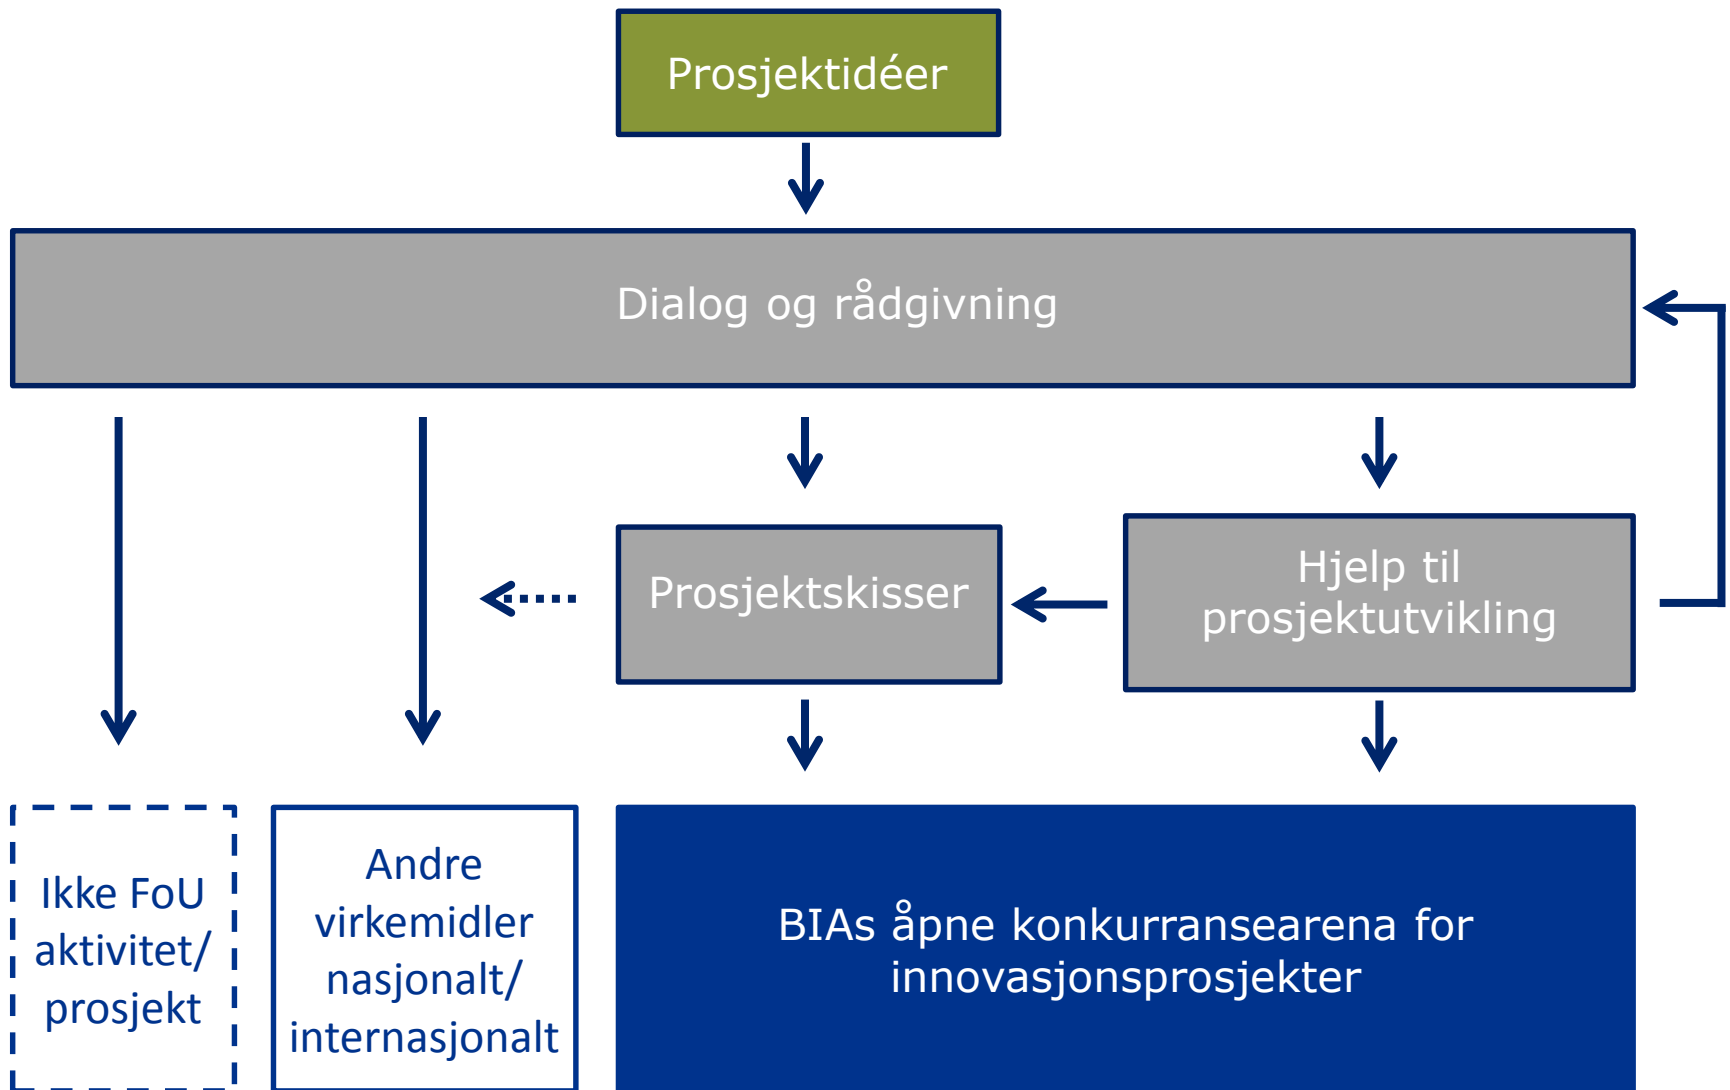 Prosjektidéer
Dialog og rådgivning
Prosjektskisser
Hjelp til
prosjektutvikling
Ikke FoU
aktivitet/
prosjekt
Andre
virkemidler
nasjonalt/
internasjonalt
BIAs åpne konkurransearena for
innovasjonsprosjekter